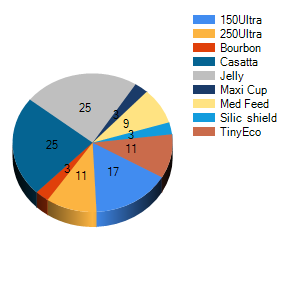 150Ultra
250Ultra
Bourbon
Casatta
Jelly
Maxi Cup
Med Feed
Silic shield
TinyEco
25
3
9
3
25
3
11
11
17